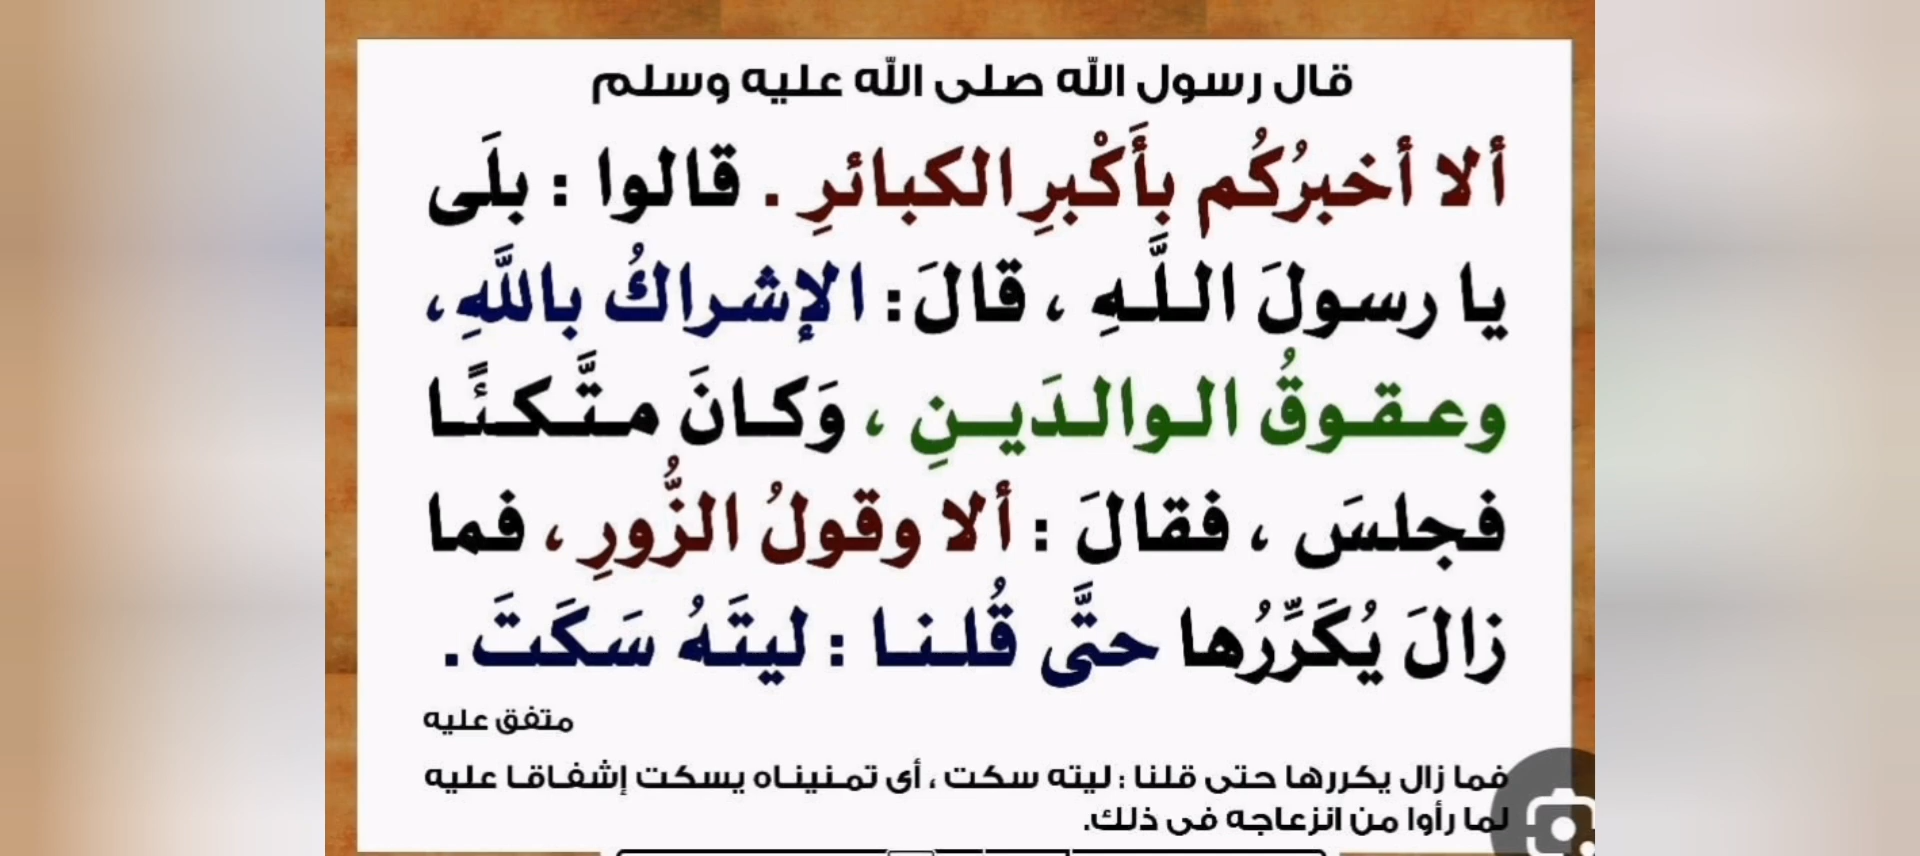 قال رسول الله صلى الله عليه وسلم
ألا أخبرُكُم بأَكْبرِ الكبائرِ . قالوا : بلَى
يا رسولَ اللَّهِ ، قالَ: الإشراكُ باللَّهِ ،
وعقوقُ الوالدَينِ ، وَكانَ متَّكئًا
فجلسَ ، فقالَ : ألا وقولُ الزُّورِ ، فما
زالَ يُكَرِّرُها حتَّى قُلنا : ليتَهُ سَكَتَ .
متفق عليه
فما زال يكررها حتى قلنا : ليته سكت ، أى تمنيناه يسكت إشفاقا عليه
لما رأوا من انزعاجه فى ذلك.